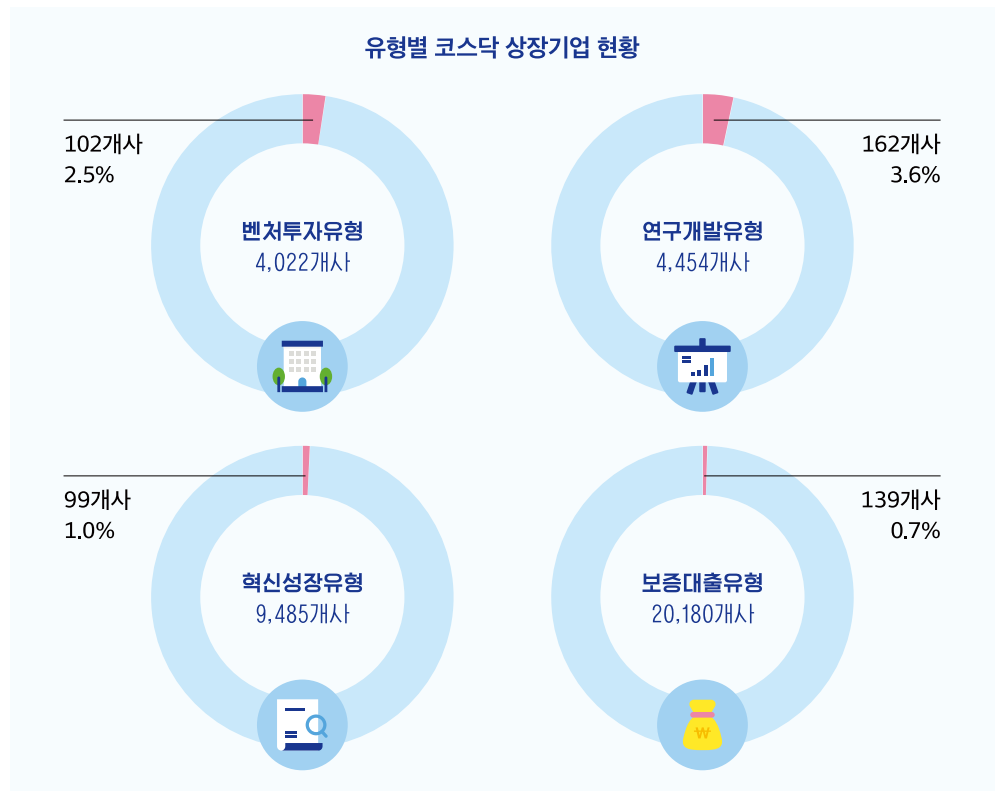 유형별 코스닥 상장기업 현황
102개사
2.5%
벤처투자유형
4,022개사
162개사
3.6%
연구개발유형
4,454개사
99개사
1.0%
혁신성장유형
9,485개사
139개사
0.7%
보증대출유형
20,180개사
₩